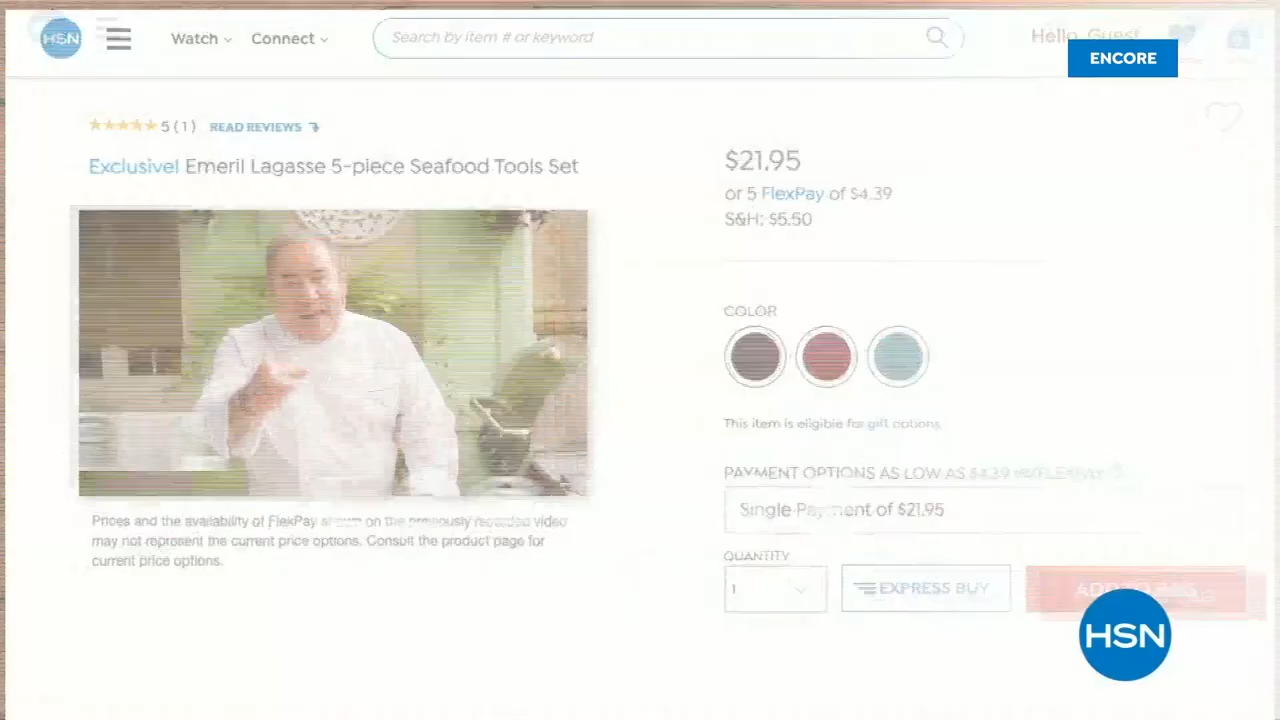 HSN
Watch
Connect
Search by item # or keyword
Hello, Guest
ENCORE
5 (1) READ REVIEWS
Exclusive! Emeril Lagasse 5-piece Seafood Tools Set
$21.95
or 5 FlexPay of $4.39
S&H: $5.50
COLOR
This item is eligible for gift options
PAYMENT OPTIONS AS LOW AS $4.39
Single Payment of $21.95
Prices and the availability of FlexPay shown on the previously recorded video
may not represent the current price options. Consult the product page for
current price options.
QUANTITY
1
EXPRESS BUY
HSN